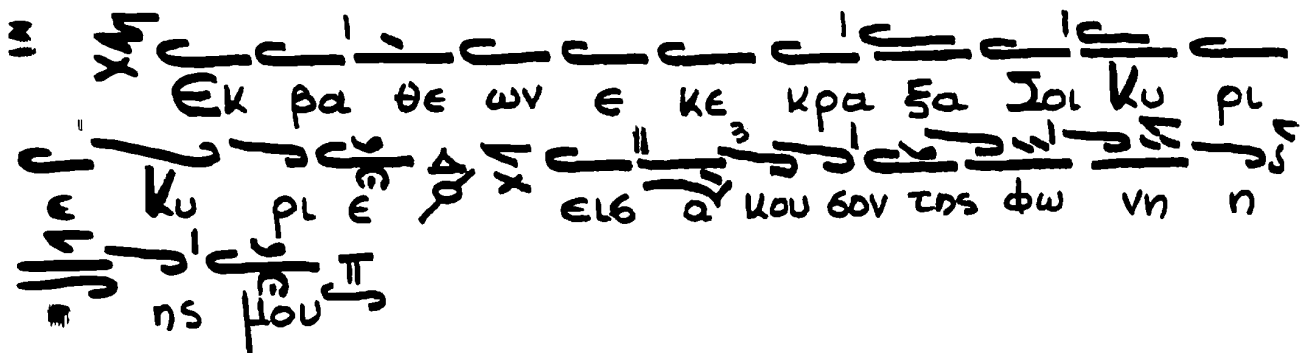 Εκ βα θε ων ε κε κρα ξα σοι Κυ ρι
ε Κυ ρι ε εισ α κου σον της φω νη η
ης μου